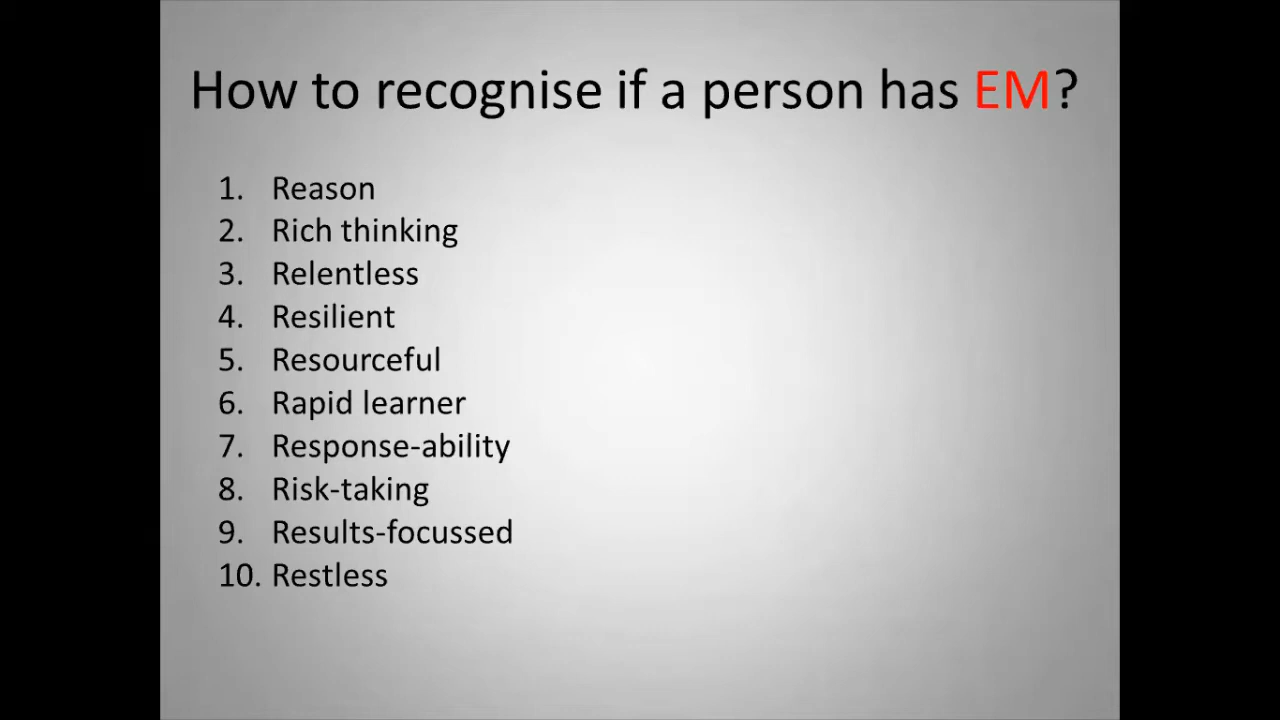 How to recognise if a person has EM?
1. Reason
2. Rich thinking
3. Relentless
4. Resilient
5. Resourceful
6. Rapid learner
7. Response-ability
8. Risk-taking
9. Results-focussed
10. Restless